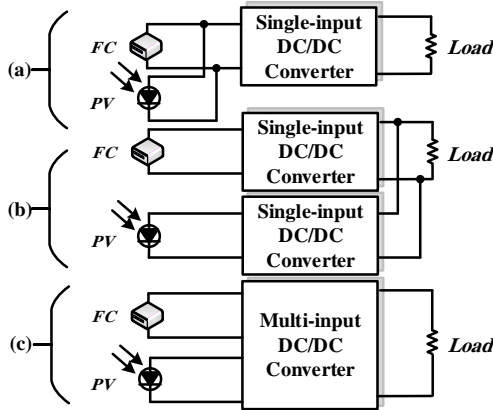 (a)
FC
PV
Single-input
DC/DC
Converter
Load
(b)
FC
PV
Single-input
DC/DC
Converter
Single-input
DC/DC
Converter
Load
(c)
FC
PV
Multi-input
DC/DC
Converter
Load